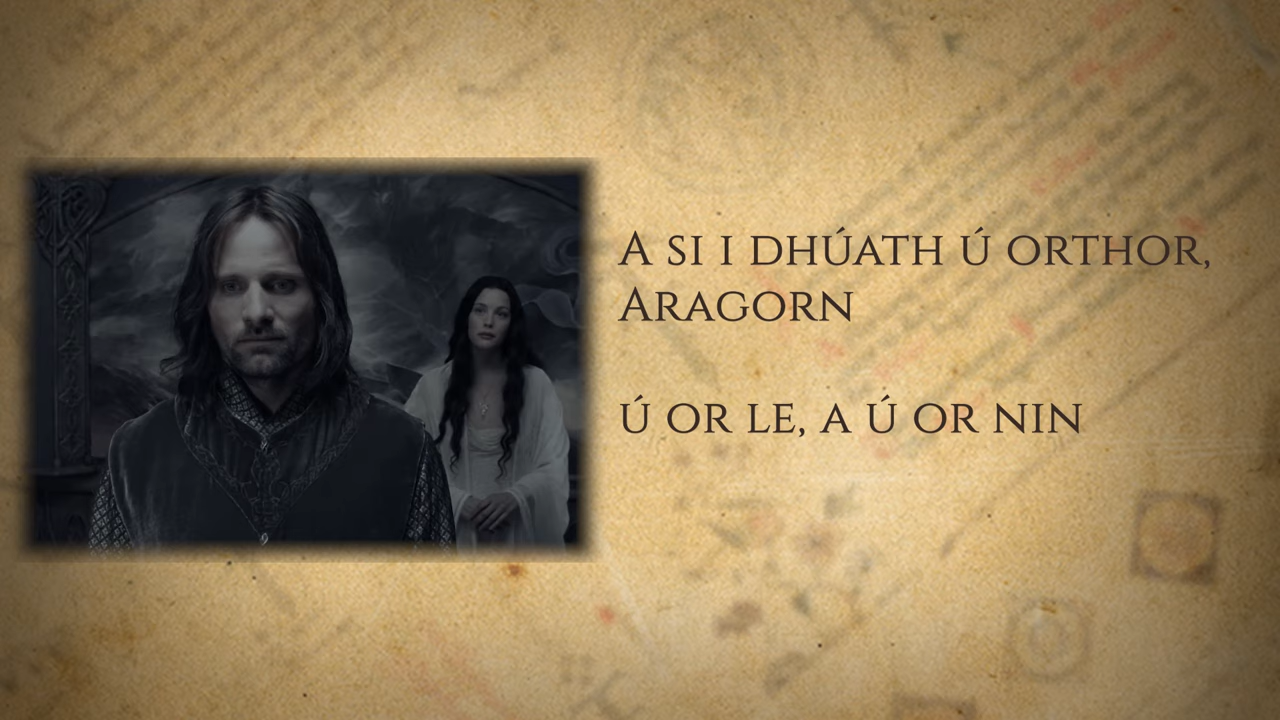 A si i dhúath ú orthor,
Aragorn
Ú or le, a ú or nin